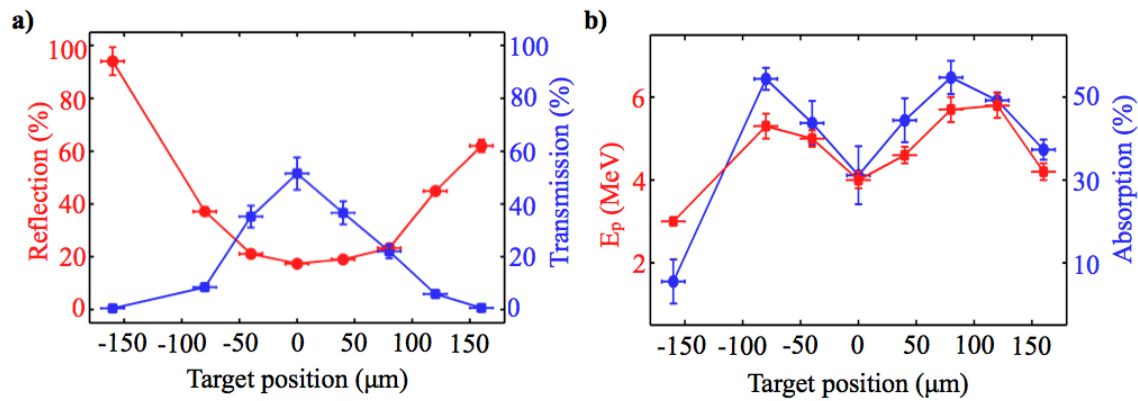 a)
Reflection (%)
100
80
60
40
20
0
100
80
60
40
20
0
Transmission (%)
-150 -100 -50 0 50 100 150
Target position (μm)
b)
Eₚ (MeV)
6
4
2
50
30
10
Absorption (%)
-150 -100 -50 0 50 100 150
Target position (μm)